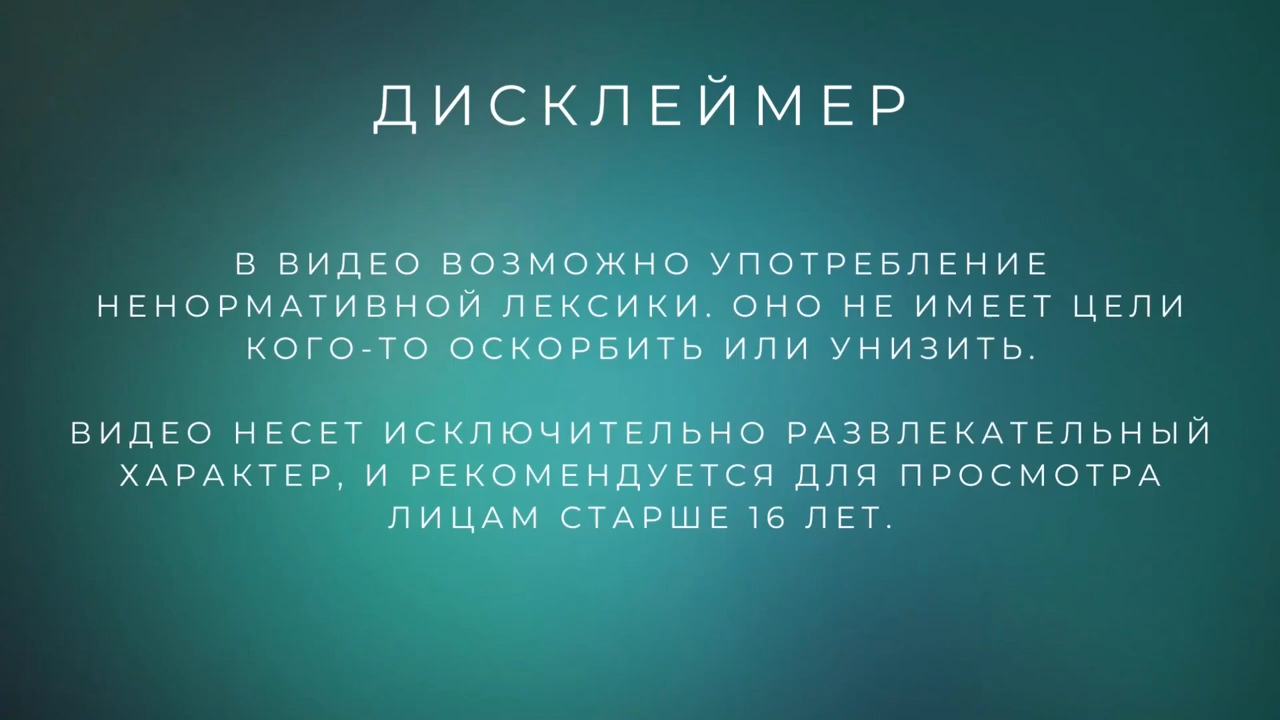 ДИСКЛЕЙМЕР
В ВИДЕО ВОЗМОЖНО УПОТРЕБЛЕНИЕ
НЕНОРМАТИВНОЙ ЛЕКСИКИ. ОНО НЕ ИМЕЕТ ЦЕЛИ
КОГО-ТО ОСКОРБИТЬ ИЛИ УНИЗИТЬ.
ВИДЕО НЕСЕТ ИСКЛЮЧИТЕЛЬНО РАЗВЛЕКАТЕЛЬНЫЙ
ХАРАКТЕР, И РЕКОМЕНДУЕТСЯ ДЛЯ ПРОСМОТРА
ЛИЦАМ СТАРШЕ 16 ЛЕТ.